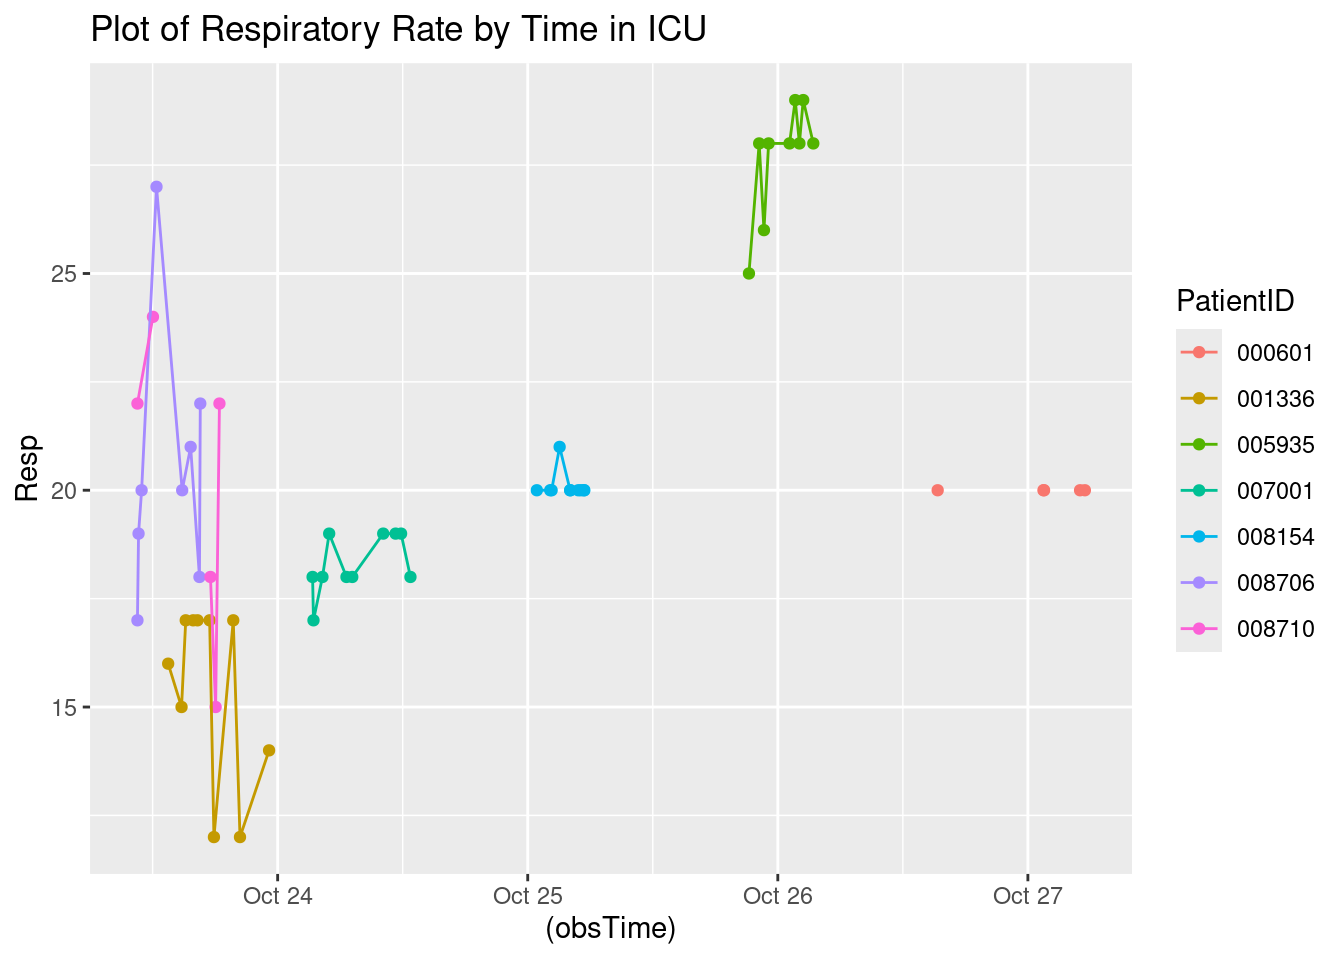 Plot of Respiratory Rate by Time in ICU
25
20
15
Resp
Oct 24
Oct 25
Oct 26
Oct 27
(obsTime)
PatientID
000601
001336
005935
007001
008154
008706
008710